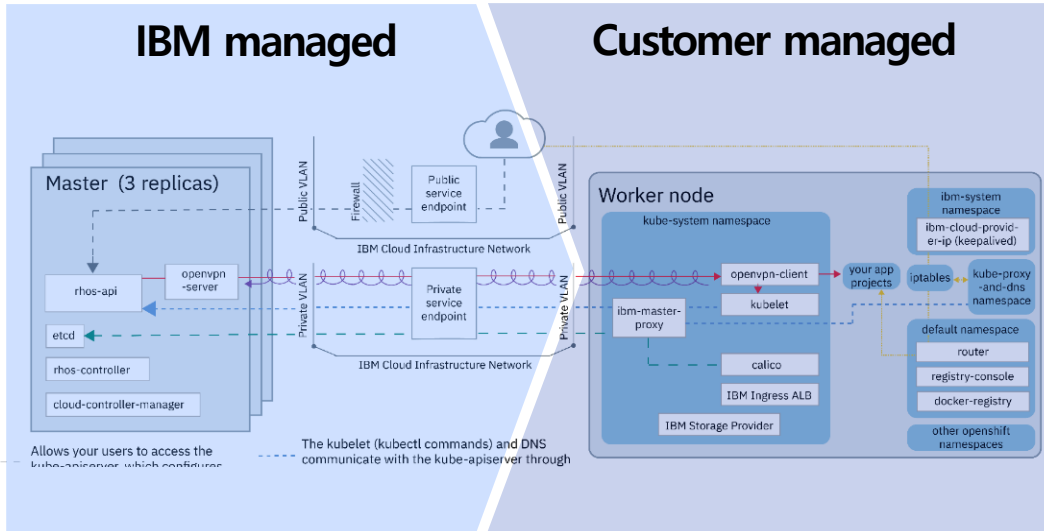 IBM managed
Customer managed
Master (3 replicas)
rhos-api
openvpn
-server
etcd
rhos-controller
cloud-controller-manager
Public VLAN
Firewall
Public
service
endpoint
Public VLAN
IBM Cloud Infrastructure Network
Private VLAN
Private
service
endpoint
Private VLAN
IBM Cloud Infrastructure Network
Worker node
kube-system namespace
openvpn-client
kubelet
ibm-master-
proxy
calico
IBM Ingress ALB
IBM Storage Provider
your app
projects
ibm-system
namespace
ibm-cloud-provid-
er-ip (keepalived)
iptables
kube-proxy
-and-dns
namespace
default namespace
router
registry-console
docker-registry
other openshift
namespaces
Allows your users to access the
kube-apiserver, which configures
The kubelet (kubectl commands) and DNS
communicate with the kube-apiserver through